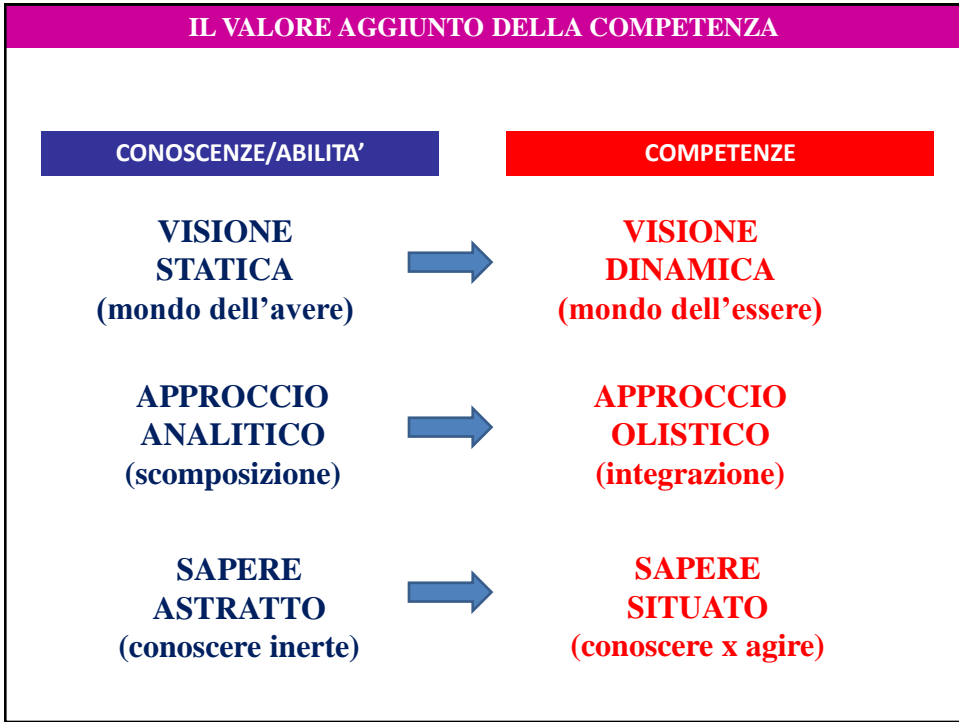 IL VALORE AGGIUNTO DELLA COMPETENZA
CONOSCENZE/ABILITA’
COMPETENZE
VISIONE
STATICA
(mondo dell’avere)
VISIONE
DINAMICA
(mondo dell’essere)
APPROCCIO
ANALITICO
(scomposizione)
APPROCCIO
OLISTICO
(integrazione)
SAPERE
ASTRATTO
(conoscere inerte)
SAPERE
SITUATO
(conoscere x agire)